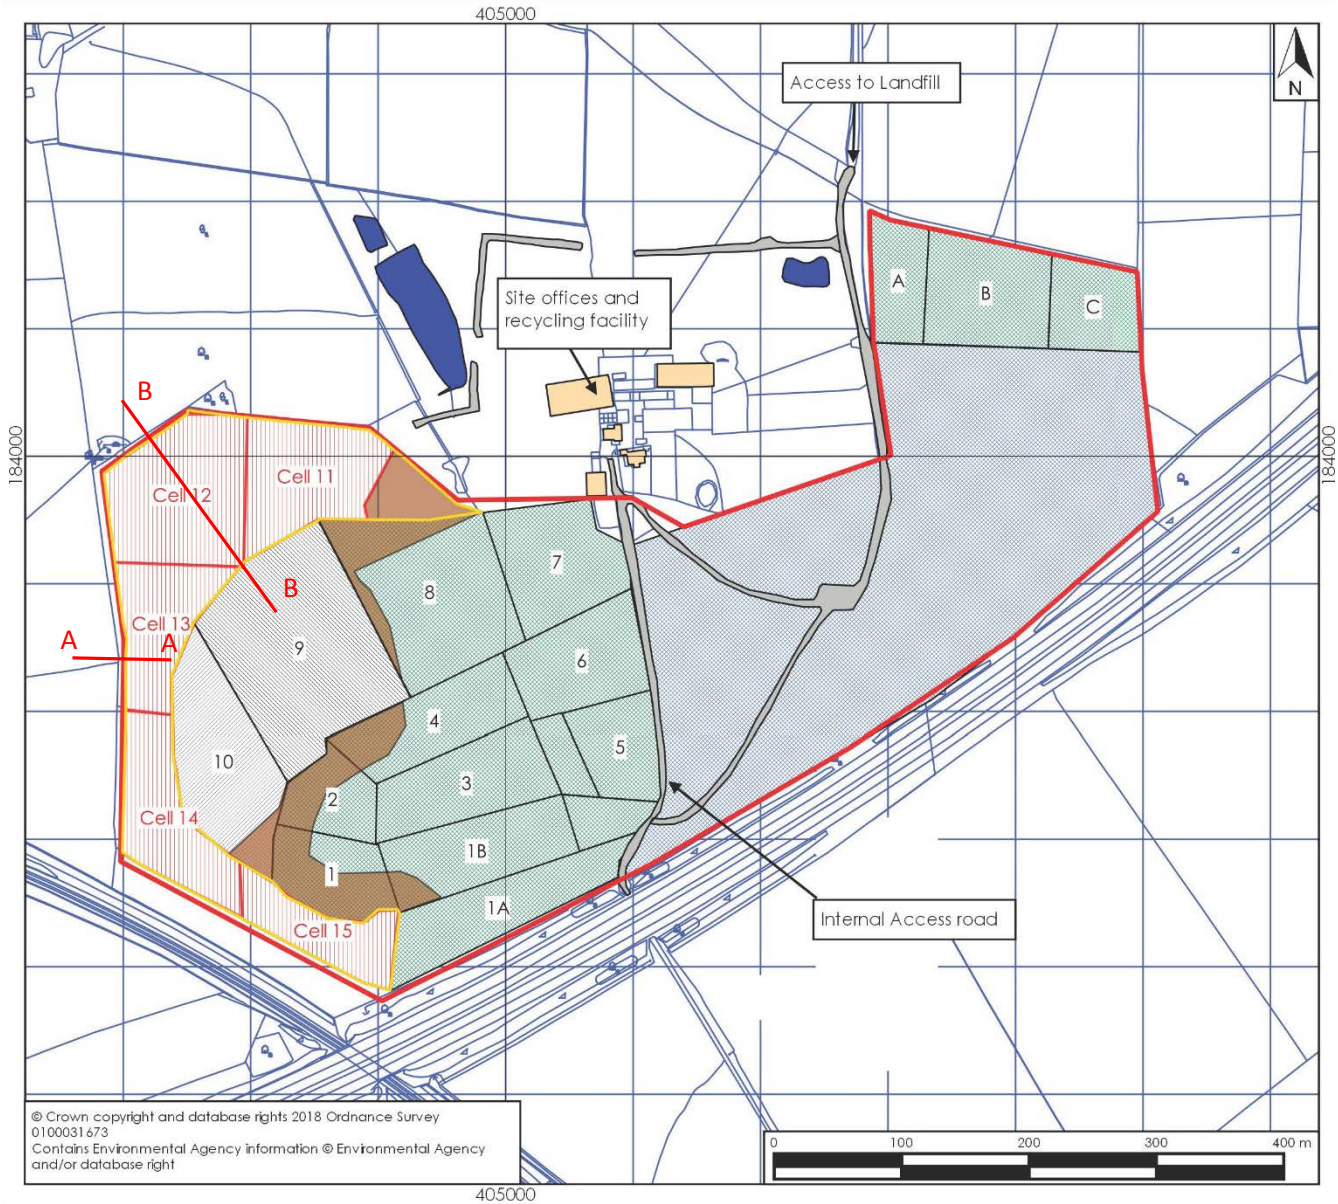 405000
Access to Landfill
N
A
B
C
Site offices and
recycling facility
B
184000
184000
Cell 11
Cell 12
7
8
B
Cell 13
A
A
9
6
4
5
10
3
2
Cell 14
1B
1
1A
Cell 15
Internal Access road
© Crown copyright and database rights 2018 Ordnance Survey
0100031673
Contains Environmental Agency information © Environmental Agency
and/or database right
0 100 200 300 400 m
405000